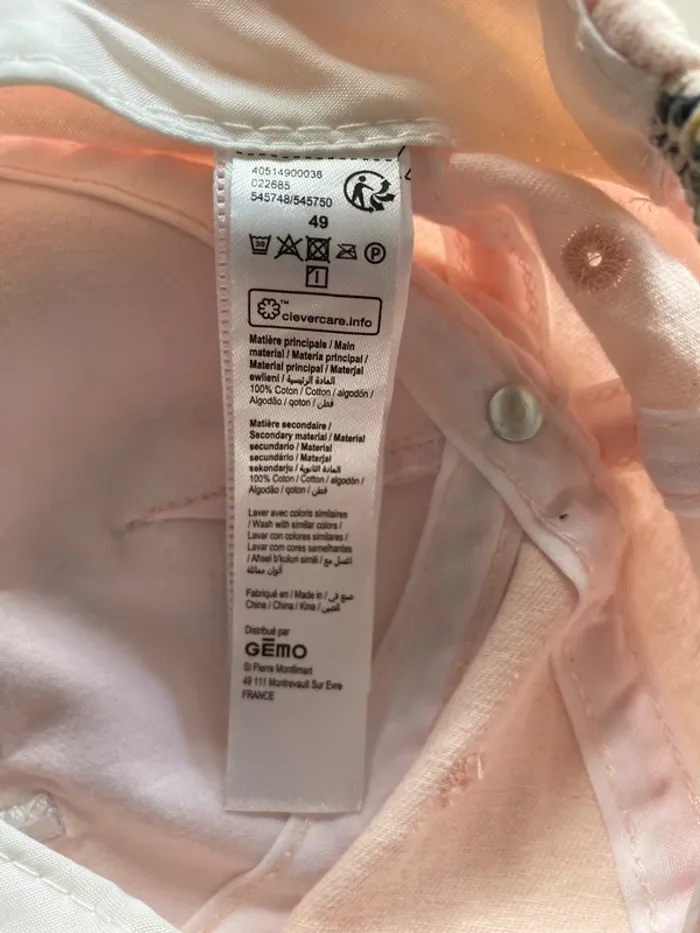 40514900036
022685
545748/545750
49
30
P
I
™
clevercare.info
Matière principale / Main
material / Materia principal /
Material principal / Materjal
ewlieni / المادة الرئيسية
100% Coton / Cotton / algodón /
Algodão / qoton / قطن
Matière secondaire /
Secondary material / Material
secundario / Material
secundário / Materjal
sekondarju / المادة الثانوية
100% Coton / Cotton / algodón /
Algodão / qoton / قطن
Laver avec coloris similaires
/ Wash with similar colors /
Lavar con colores similares /
Lavar com cores semelhantes
/ Aħsel b'kuluri simili / اغسل مع
ألوان مماثلة
Fabriqué en / Made in / صنع في
Chine / China / Kina / الصين
Distribué par
GĒMO
St Pierre Montlimart
49 111 Montrevault Sur Evre
FRANCE